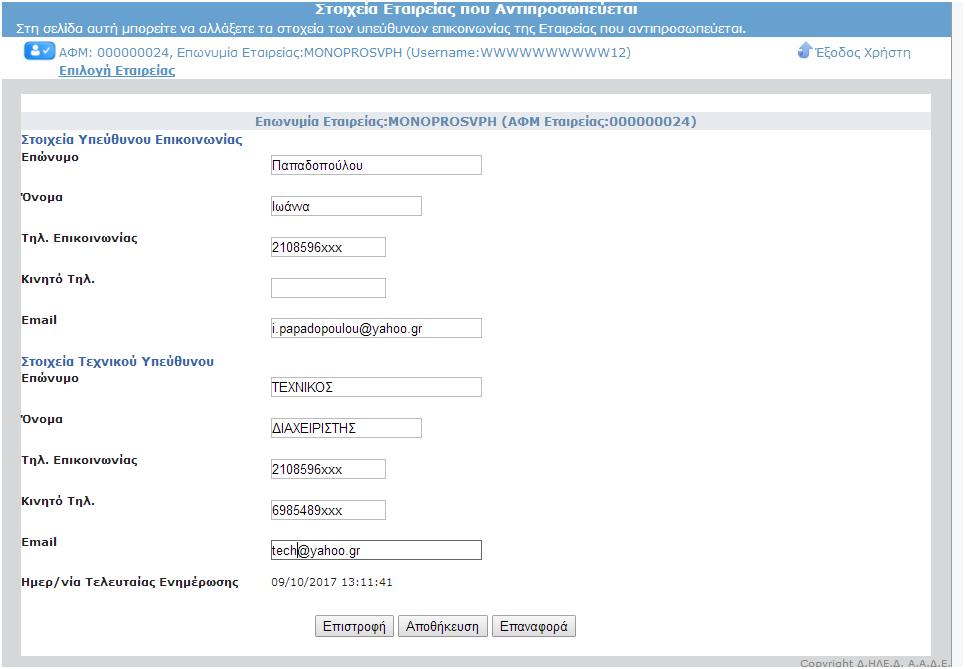 Στοιχεία Εταιρείας που Αντιπροσωπεύεται
Στη σελίδα αυτή μπορείτε να αλλάξετε τα στοχεία των υπεύθυνων επικοινωνίας της Εταιρείας που αντιπροσωπεύεται.
ΑΦΜ: 000000024, Επωνυμία Εταιρείας:MONOPROSVPH (Username:WWWWWWWWWW12)
Έξοδος Χρήστη
Επιλογή Εταιρείας
Επωνυμία Εταιρείας:MONOPROSVPH (ΑΦΜ Εταιρείας:000000024)
Στοιχεία Υπεύθυνου Επικοινωνίας
Επώνυμο Παπαδοπούλου
Όνομα Ιωάννα
Τηλ. Επικοινωνίας 2108596xxx
Κινητό Τηλ.
Email i.papadopoulou@yahoo.gr
Στοιχεία Τεχνικού Υπεύθυνου
Επώνυμο ΤΕΧΝΙΚΟΣ
Όνομα ΔΙΑΧΕΙΡΙΣΤΗΣ
Τηλ. Επικοινωνίας 2108596xxx
Κινητό Τηλ. 6985489xxx
Email tech@yahoo.gr
Ημερ/νία Τελευταίας Ενημέρωσης 09/10/2017 13:11:41
Επιστροφή Αποθήκευση Επαναφορά
Copyright Δ.ΗΛΕ.Δ. Α.Α.Δ.Ε.